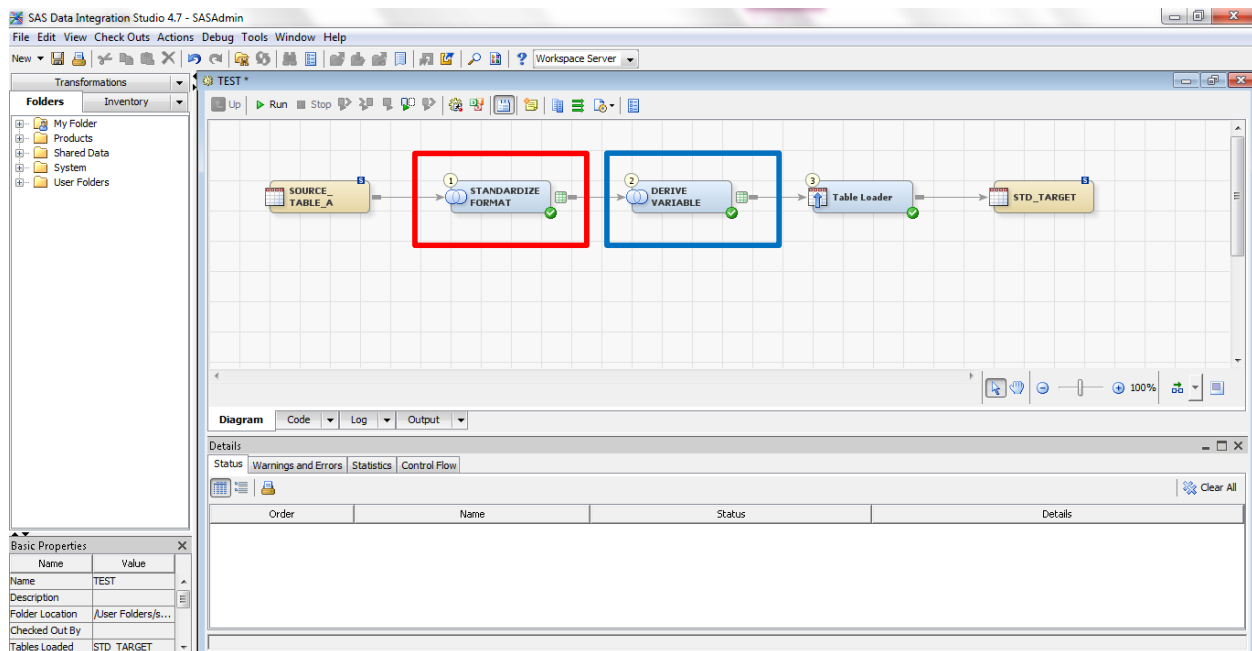 SAS Data Integration Studio 4.7 - SASAdmin
File Edit View Check Outs Actions Debug Tools Window Help
New Workspace Server
Transformations
Folders Inventory
My Folder
Products
Shared Data
System
User Folders
TEST *
Up Run Stop
SOURCE_
TABLE_A
1
STANDARDIZE
FORMAT
2
DERIVE
VARIABLE
3
Table Loader
STD_TARGET
100%
Diagram Code Log Output
Details
Status Warnings and Errors Statistics Control Flow
Clear All
Order Name Status Details
Basic Properties
Name Value
Name TEST
Description
Folder Location /User Folders/s...
Checked Out By
Tables Loaded STD_TARGET